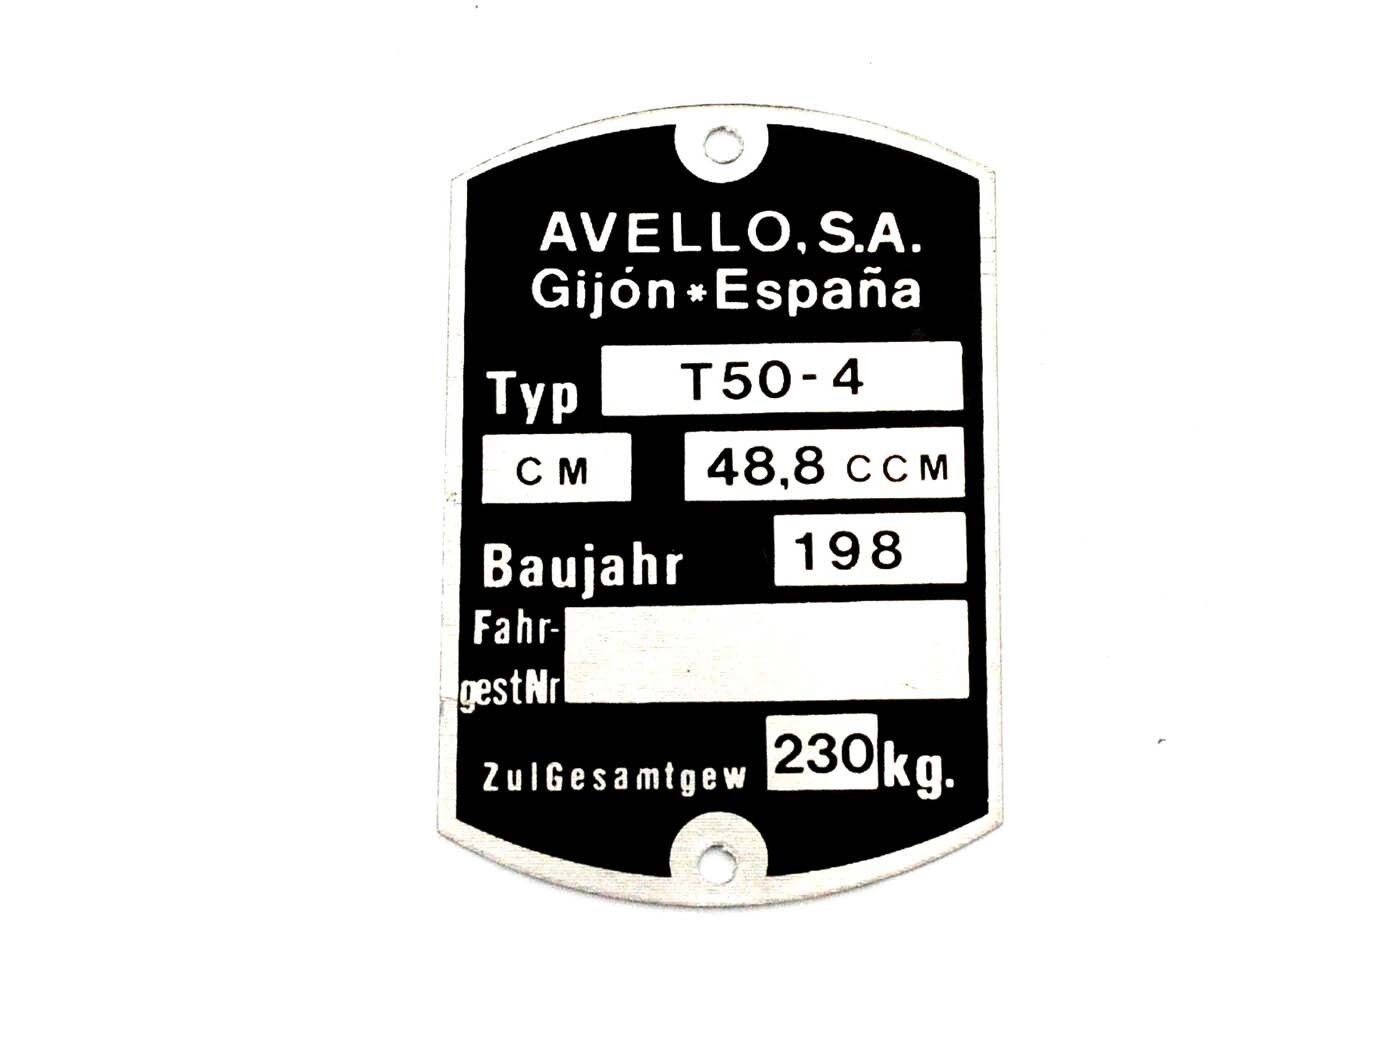 AVELLO, S.A.
Gijón * España
Typ T50-4
CM 48,8 CCM
Baujahr 198
Fahr-
gestNr
ZulGesamtgew 230 kg.